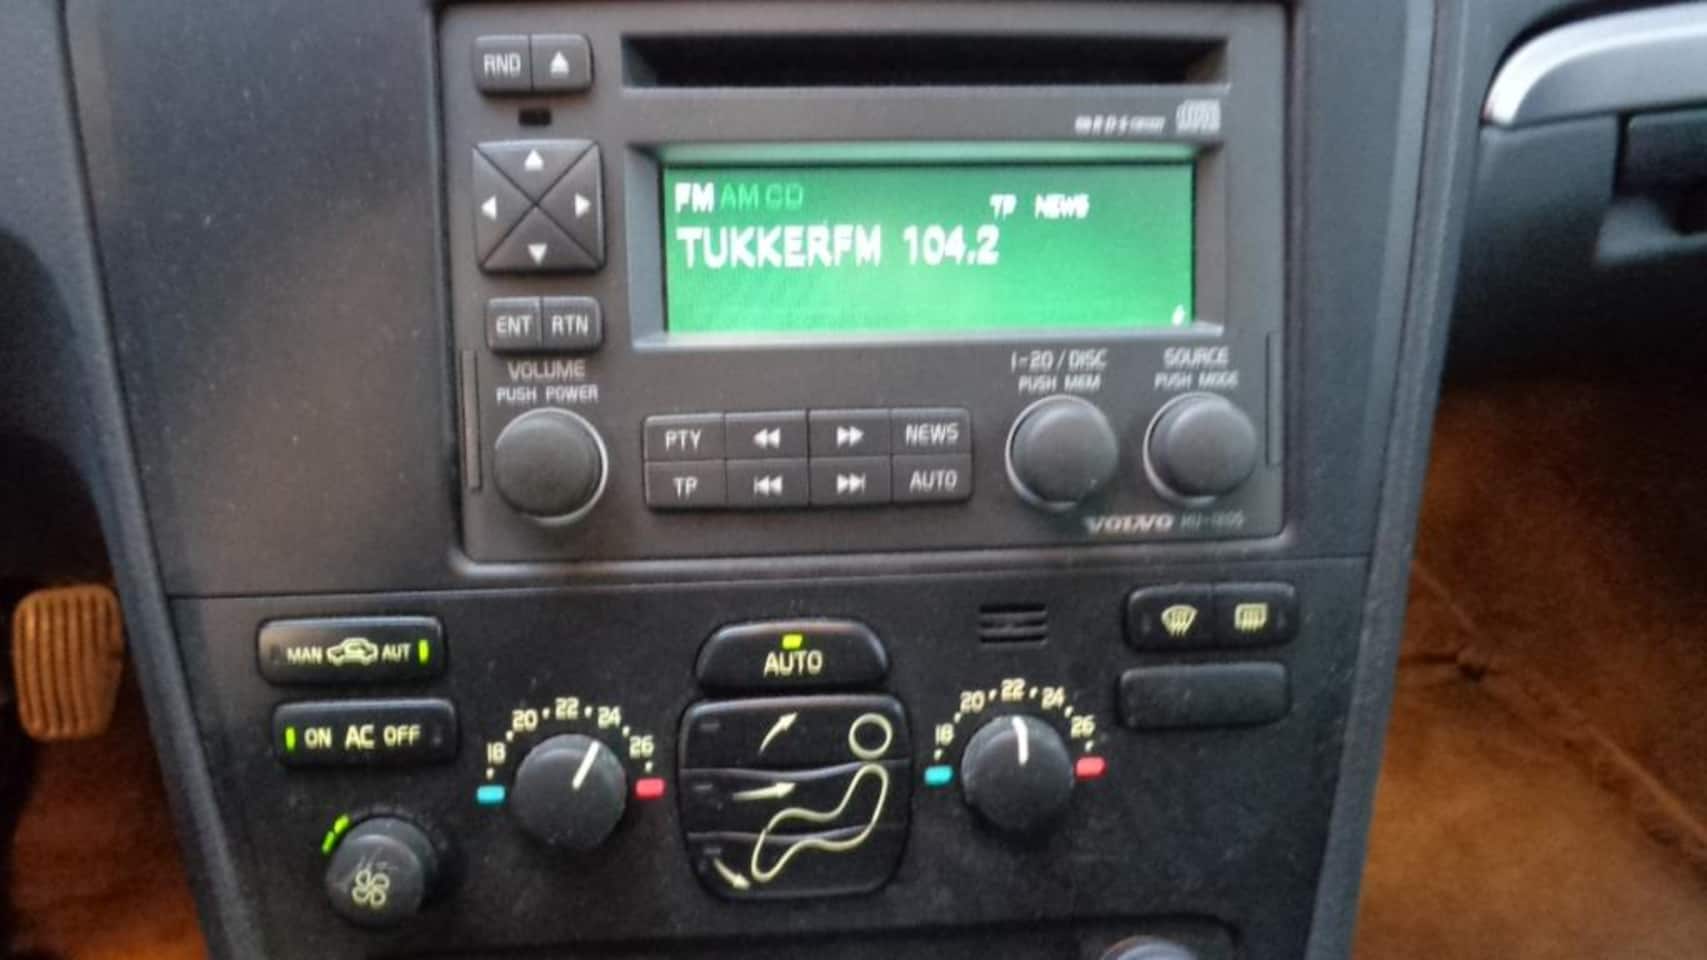 RND
FM AM CD TP NEWS
TUKKERFM 104.2
ENT RTN
VOLUME
PUSH POWER
1-20 / DISC
PUSH MEM
SOURCE
PUSH MODE
PTY NEWS
TP AUTO
VOLVO
MAN AUT
AUTO
ON AC OFF
18 20 22 24 26
18 20 22 24 26